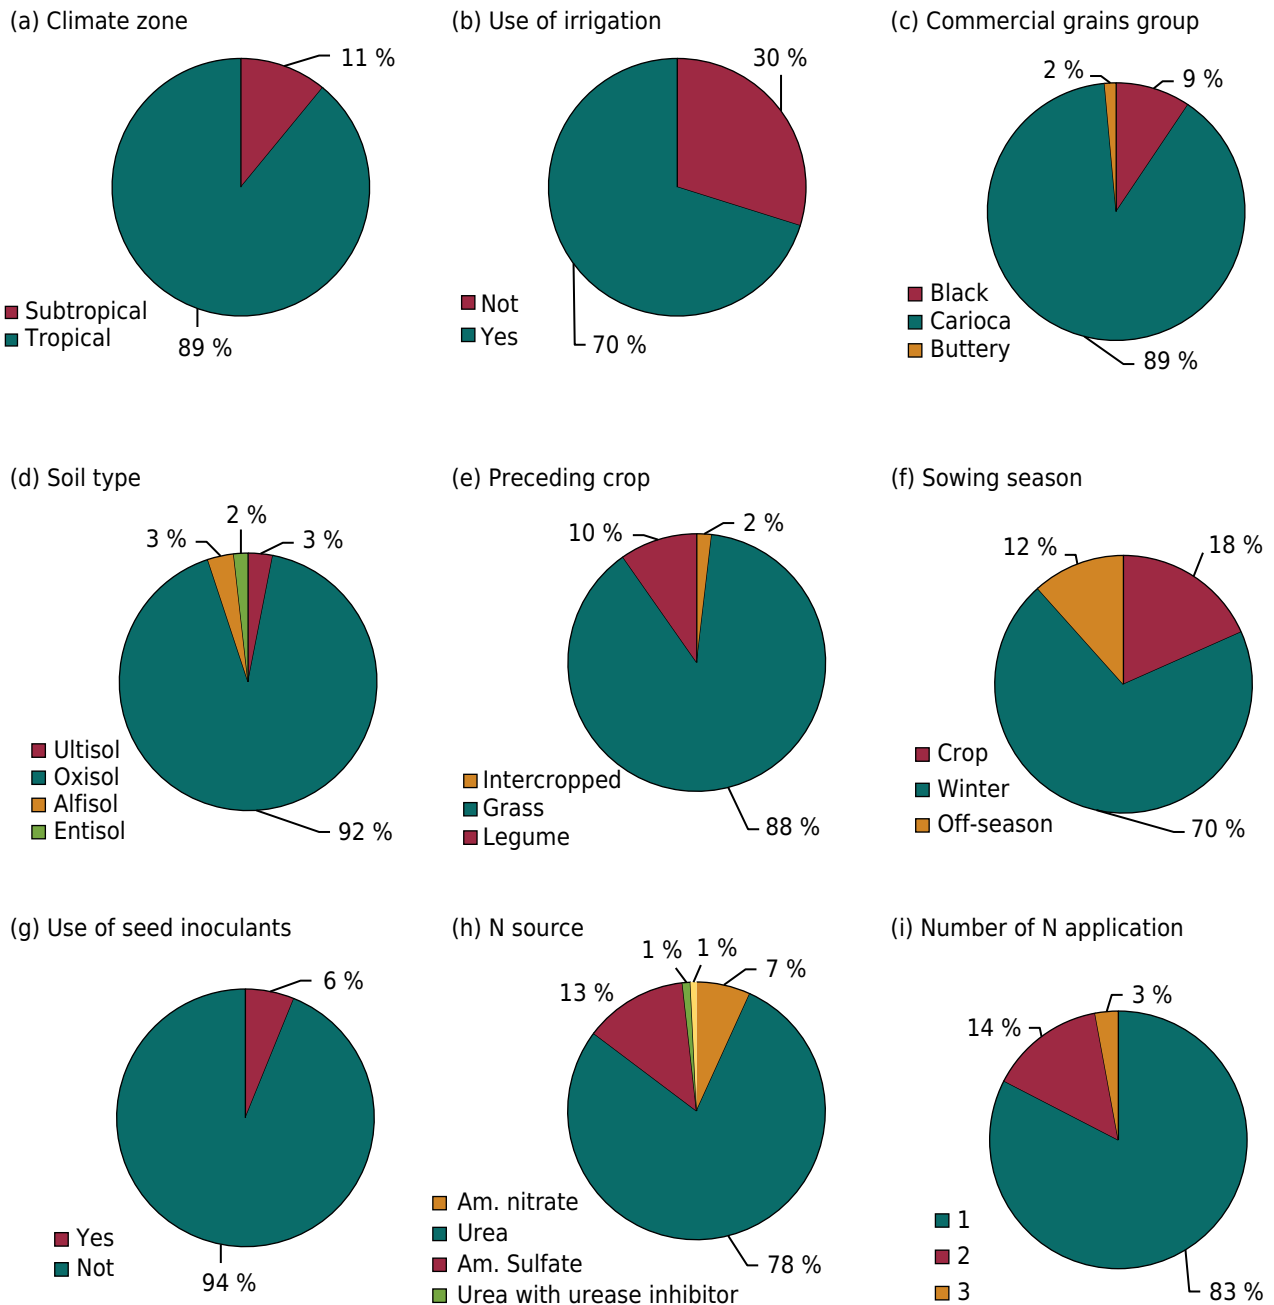 (a) Climate zone
11 %
Subtropical
Tropical
89 %
(b) Use of irrigation
30 %
Not
Yes
70 %
(c) Commercial grains group
2 %
9 %
Black
Carioca
Buttery
89 %
(d) Soil type
2 %
3 %
3 %
Ultisol
Oxisol
Alfisol
Entisol
92 %
(e) Preceding crop
10 %
2 %
Intercropped
Grass
Legume
88 %
(f) Sowing season
12 %
18 %
Crop
Winter
Off-season
70 %
(g) Use of seed inoculants
6 %
Yes
Not
94 %
(h) N source
1 %
1 %
7 %
13 %
Am. nitrate
Urea
Am. Sulfate
Urea with urease inhibitor
78 %
(i) Number of N application
3 %
14 %
1
2
3
83 %